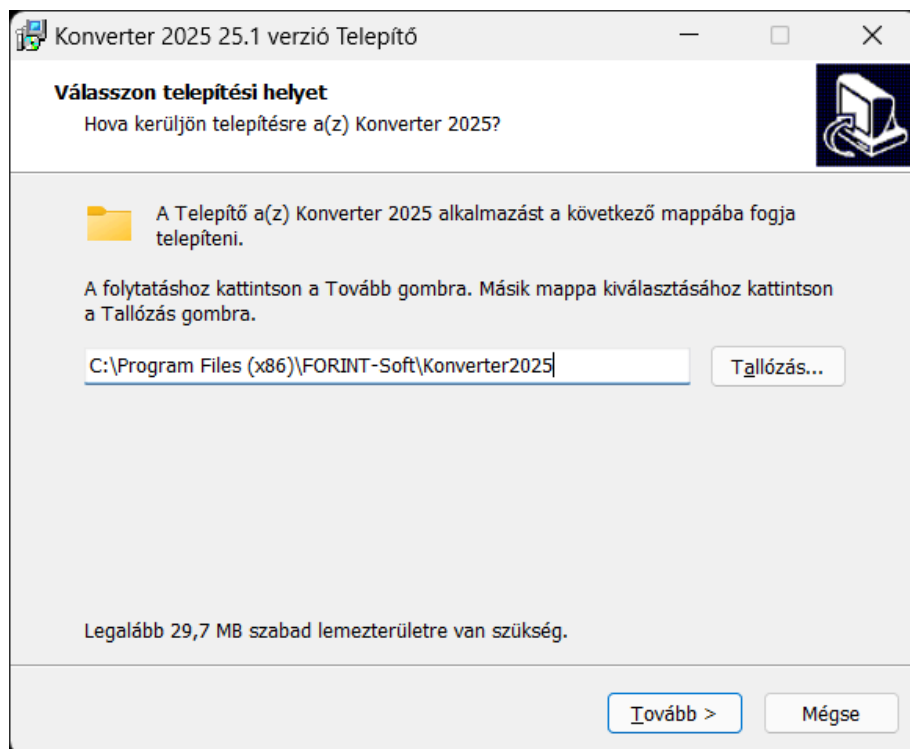 Konverter 2025 25.1 verzió Telepítő
Válasszon telepítési helyet
Hova kerüljön telepítésre a(z) Konverter 2025?
A Telepítő a(z) Konverter 2025 alkalmazást a következő mappába fogja
telepíteni.
A folytatáshoz kattintson a Tovább gombra. Másik mappa kiválasztásához kattintson
a Tallózás gombra.
C:\Program Files (x86)\FORINT-Soft\Konverter2025
Tallózás...
Legalább 29,7 MB szabad lemezterületre van szükség.
Tovább >
Mégse